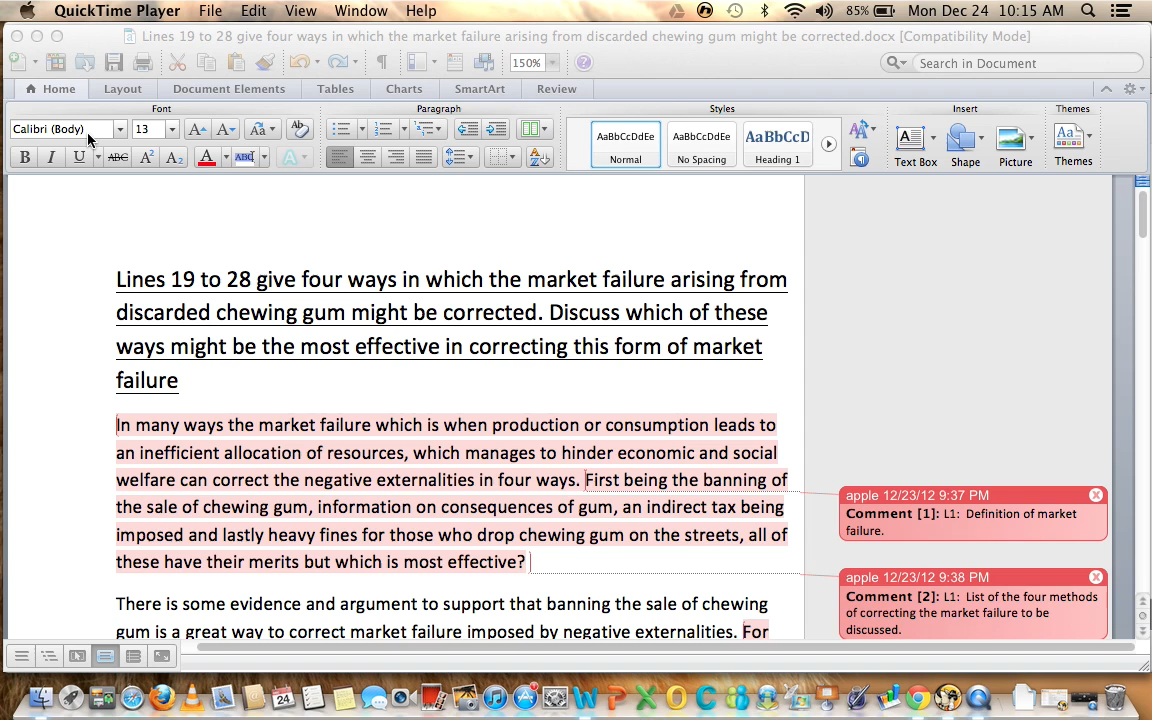 QuickTime Player File Edit View Window Help 85% Mon Dec 24 10:15 AM
Lines 19 to 28 give four ways in which the market failure arising from discarded chewing gum might be corrected.docx [Compatibility Mode]
150% Search in Document
Home Layout Document Elements Tables Charts SmartArt Review
Font Paragraph Styles Insert Themes
Calibri (Body) 13 A A Aa AaBbCcDdEe AaBbCcDdEe AaBbCcD A Aa
B I U ABC A2 A2 A ABC A Normal No Spacing Heading 1 Text Box Shape Picture Themes
Lines 19 to 28 give four ways in which the market failure arising from
discarded chewing gum might be corrected. Discuss which of these
ways might be the most effective in correcting this form of market
failure
In many ways the market failure which is when production or consumption leads to
an inefficient allocation of resources, which manages to hinder economic and social
welfare can correct the negative externalities in four ways. First being the banning of
the sale of chewing gum, information on consequences of gum, an indirect tax being
imposed and lastly heavy fines for those who drop chewing gum on the streets, all of
these have their merits but which is most effective?
There is some evidence and argument to support that banning the sale of chewing
gum is a great way to correct market failure imposed by negative externalities. For
apple 12/23/12 9:37 PM
Comment [1]: L1: Definition of market
failure.
apple 12/23/12 9:38 PM
Comment [2]: L1: List of the four methods
of correcting the market failure to be
discussed.